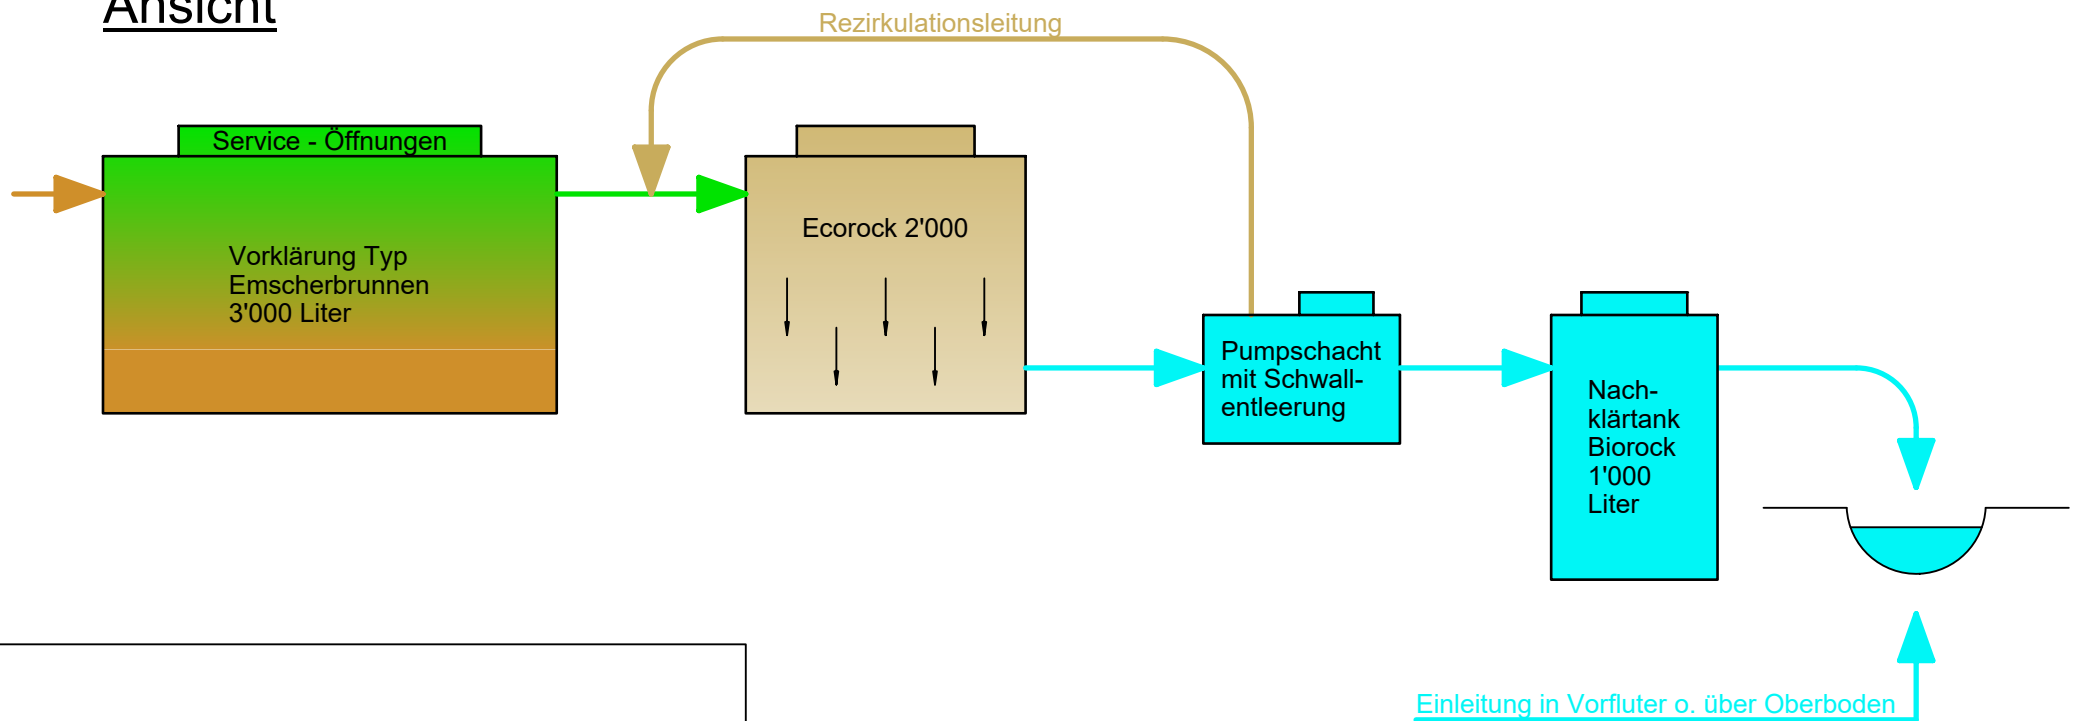 Ansicht
Rezirkulationsleitung
Service - Öffnungen
Vorklärung Typ
Emscherbrunnen
3'000 Liter
Ecorock 2'000
Pumpschacht
mit Schwall-
entleerung
Nach-
klärtank
Biorock
1'000
Liter
Einleitung in Vorfluter o. über Oberboden